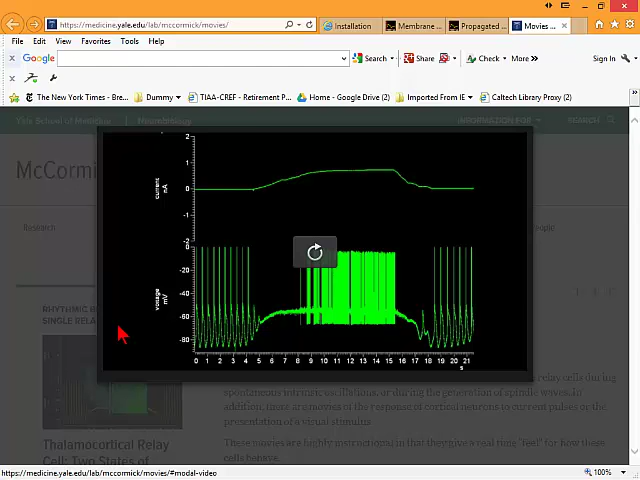 https://medicine.yale.edu/lab/mccormick/movies/
Installation
Membrane ...
Propagated ...
Movies
File Edit View Favorites Tools Help
x Google Search Share Check More >> Sign In
x
The New York Times - Bre... Dummy TIAA-CREF - Retirement P... Home - Google Drive (2) Imported From IE Caltech Library Proxy (2)
Yale School of Medicine Neurobiology INFORMATION FOR SEARCH
McCormi
Research
people
2
1
0
-1
-2
current
nA
0
-20
-40
-60
-80
voltage
mV
0 1 2 3 4 5 6 7 8 9 10 11 12 13 14 15 16 17 18 19 20 21
s
RHYTHMIC
SINGLE RELA
relay cells during
spontaneous intrinsic oscillations, or during the generation of spindle waves, in
addition, there are movies of the response of cortical neurons to current pulses or the
presentation of a visual stimulus
These movies are highly instructional in that they give a real time "feel" for how these
cells behave.
Thalamocortical Relay
Cell: Two States of
https://medicine.yale.edu/lab/mccormick/movies/#modal-video
100%